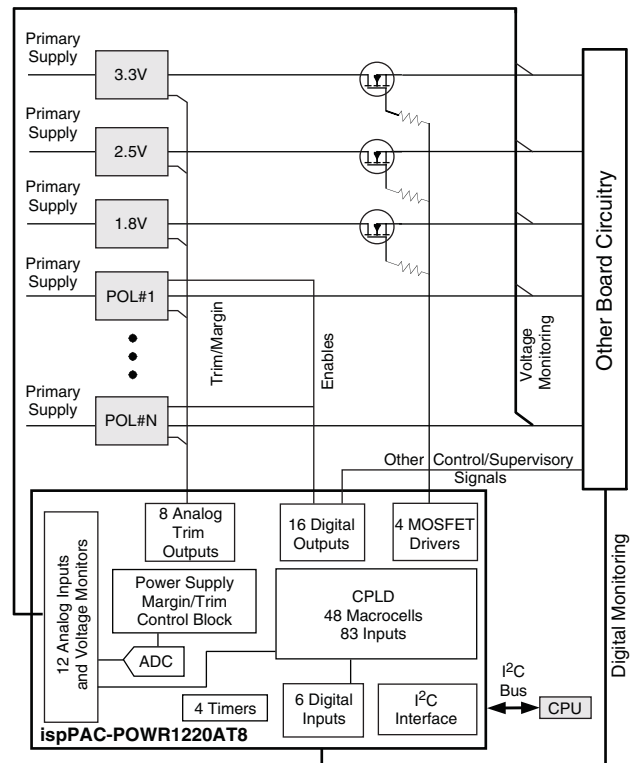 Primary
Supply
3.3V
Primary
Supply
2.5V
Primary
Supply
1.8V
Primary
Supply
POL#1
Primary
Supply
POL#N
Trim/Margin
Enables
Voltage
Monitoring
Other Board Circuitry
Other Control/Supervisory
Signals
8 Analog
Trim
Outputs
16 Digital
Outputs
4 MOSFET
Drivers
12 Analog Inputs
and Voltage Monitors
Power Supply
Margin/Trim
Control Block
ADC
CPLD
48 Macrocells
83 Inputs
4 Timers
6 Digital
Inputs
I2C
Interface
I2C
Bus
CPU
Digital Monitoring
ispPAC-POWR1220AT8